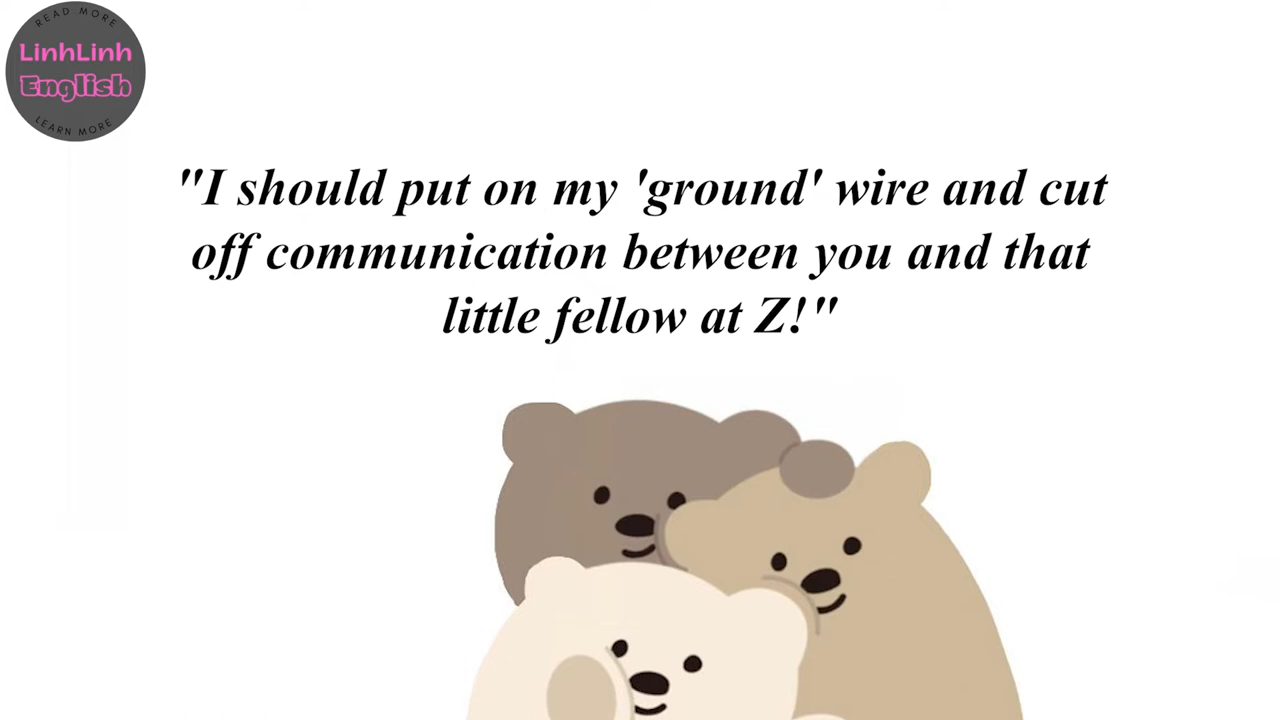 READ MORE
LinhLinh
English
LEARN MORE
"I should put on my 'ground' wire and cut
off communication between you and that
little fellow at Z!"